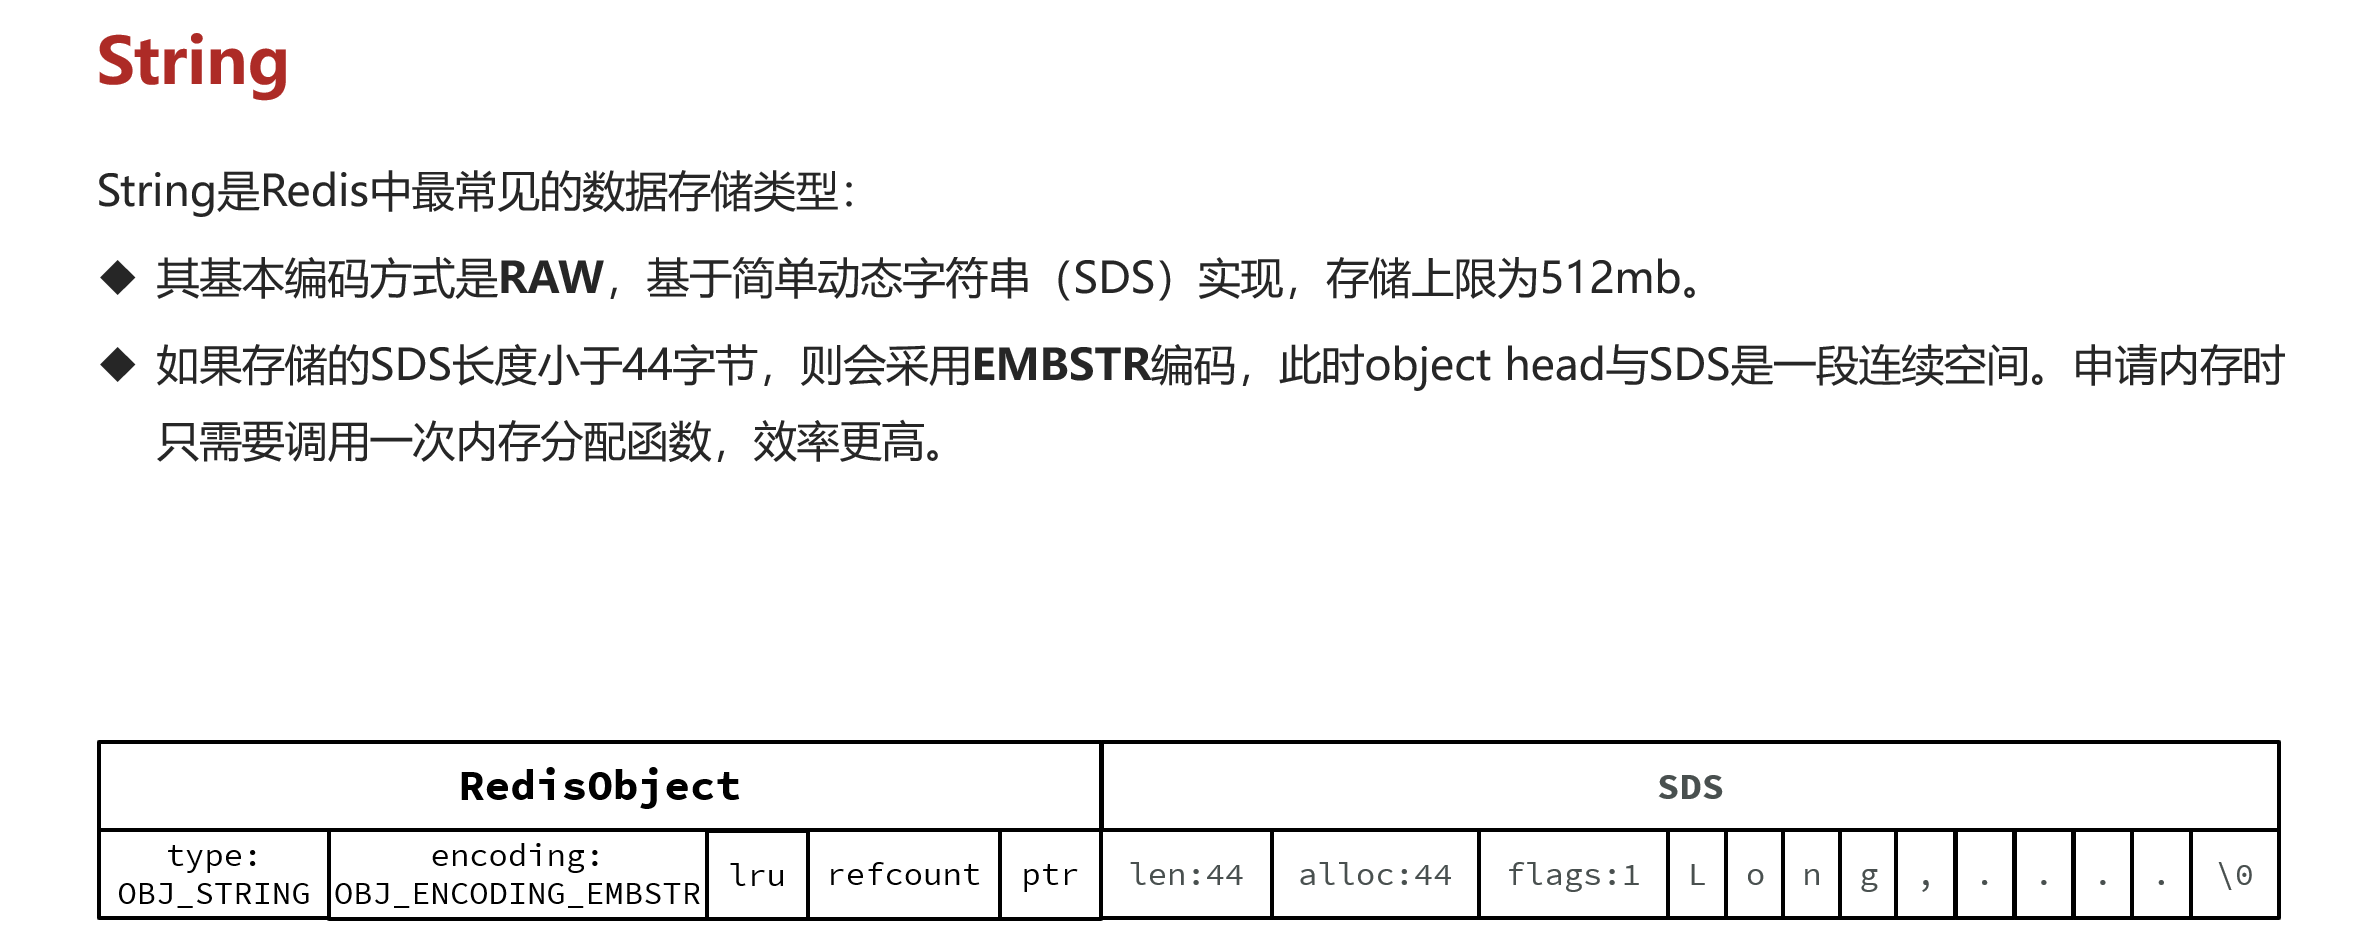 String
String是Redis中最常见的数据存储类型：
◆ 其基本编码方式是RAW，基于简单动态字符串（SDS）实现，存储上限为512mb。
◆ 如果存储的SDS长度小于44字节，则会采用EMBSTR编码，此时object head与SDS是一段连续空间。申请内存时
只需要调用一次内存分配函数，效率更高。
RedisObject SDS
type: OBJ_STRING encoding: OBJ_ENCODING_EMBSTR lru refcount ptr len:44 alloc:44 flags:1 L o n g , . . . . \0